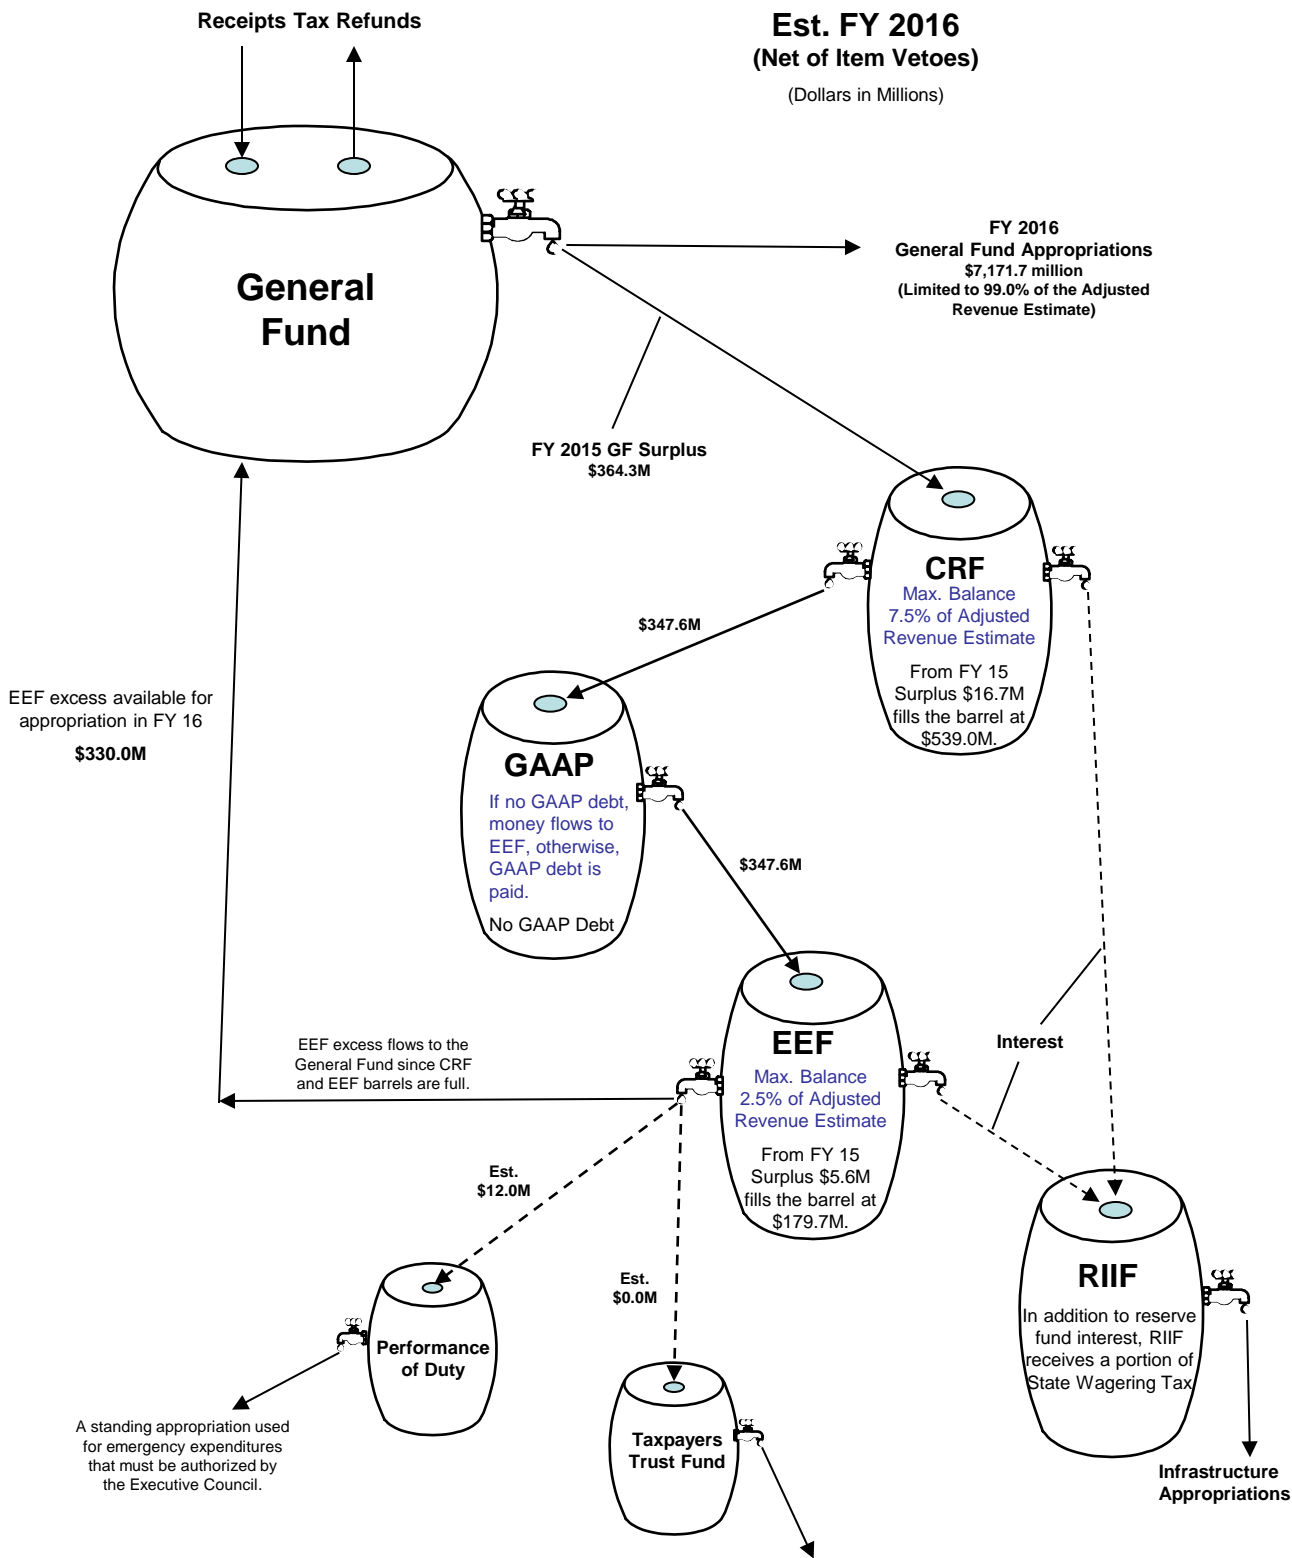 Receipts Tax Refunds
Est. FY 2016
(Net of Item Vetoes)
(Dollars in Millions)
General
Fund
FY 2016
General Fund Appropriations
$7,171.7 million
(Limited to 99.0% of the Adjusted
Revenue Estimate)
FY 2015 GF Surplus
$364.3M
CRF
Max. Balance
7.5% of Adjusted
Revenue Estimate
From FY 15
Surplus $16.7M
fills the barrel at
$539.0M.
$347.6M
EEF excess available for
appropriation in FY 16
$330.0M
GAAP
If no GAAP debt,
money flows to
EEF, otherwise,
GAAP debt is
paid.
No GAAP Debt
$347.6M
EEF excess flows to the
General Fund since CRF
and EEF barrels are full.
EEF
Max. Balance
2.5% of Adjusted
Revenue Estimate
From FY 15
Surplus $5.6M
fills the barrel at
$179.7M.
Interest
Est.
$12.0M
Est.
$0.0M
RIIF
In addition to reserve
fund interest, RIIF
receives a portion of
State Wagering Tax
Performance
of Duty
A standing appropriation used
for emergency expenditures
that must be authorized by
the Executive Council.
Taxpayers
Trust Fund
Infrastructure
Appropriations